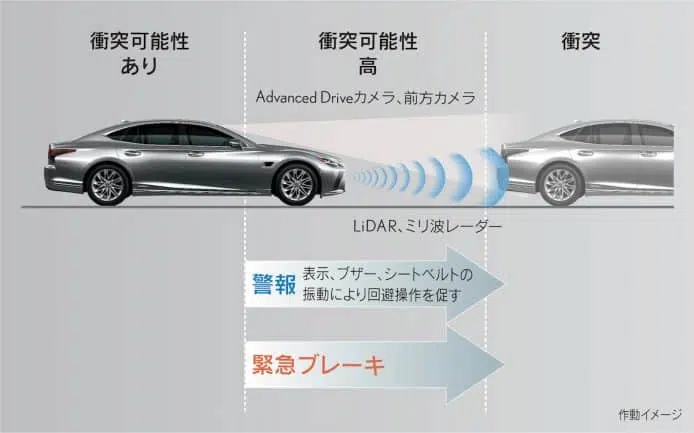 衝突可能性
あり
衝突可能性
高
衝突
Advanced Driveカメラ、前方カメラ
LiDAR、ミリ波レーダー
警報
表示、ブザー、シートベルトの
振動により回避操作を促す
緊急ブレーキ
作動イメージ